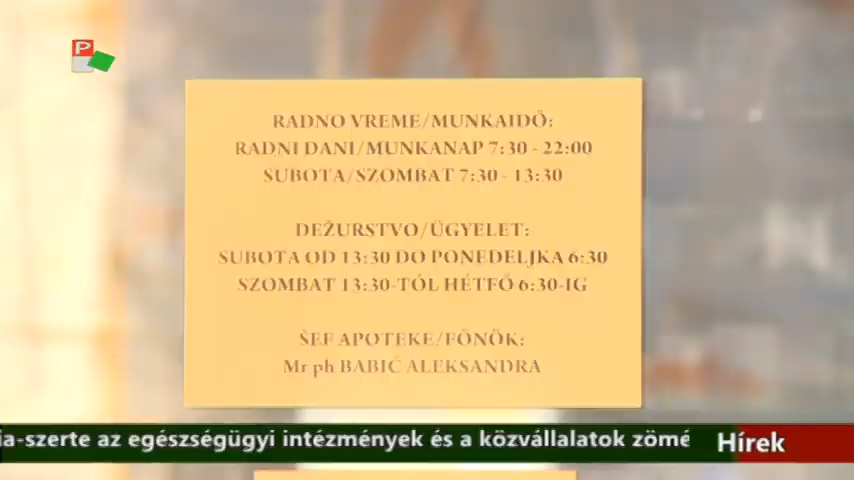 P
RADNO VREME/MUNKAIDŐ:
RADNI DANI/MUNKANAP 7:30 - 22:00
SUBOTA/SZOMBAT 7:30 - 13:30
DEŽURSTVO/ÜGYELET:
SUBOTA OD 13:30 DO PONEDELJKA 6:30
SZOMBAT 13:30-TÓL HÉTFŐ 6:30-IG
ŠEF APOTEKE/FŐNÖK:
Mr ph BABIĆ ALEKSANDRA
ia-szerte az egészségügyi intézmények és a közvállalatok zömé Hírek